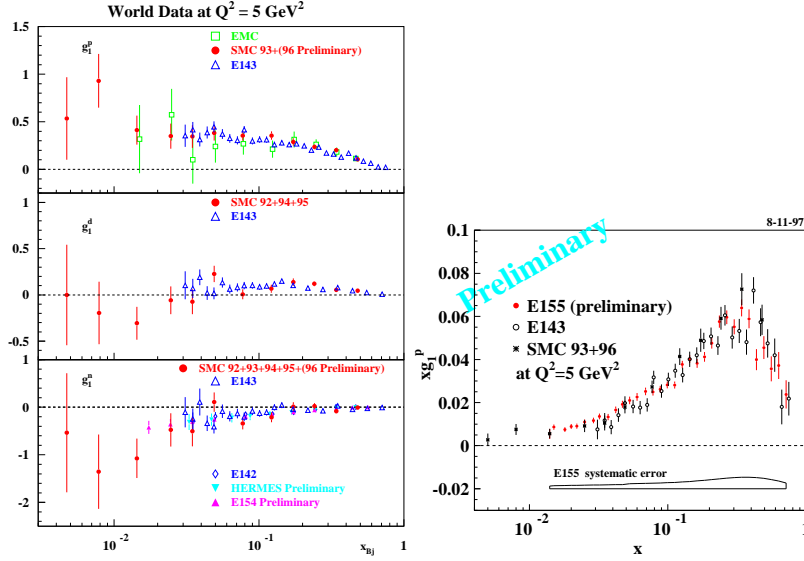 World Data at Q² = 5 GeV²
1.5
1
0.5
0
g₁ᵖ
EMC
SMC 93+(96 Preliminary)
E143
1
0.5
0
-0.5
g₁ᵈ
SMC 92+94+95
E143
-1
0
-1
-2
g₁ⁿ
SMC 92+93+94+95+(96 Preliminary)
E143
E142
HERMES Preliminary
E154 Preliminary
10⁻²
10⁻¹
1
x_Bj
8-11-97
Preliminary
0.1
0.08
0.06
0.04
0.02
0
-0.02
xg₁ᵖ
E155 (preliminary)
E143
SMC 93+96
at Q²=5 GeV²
E155 systematic error
10⁻²
10⁻¹
1
x